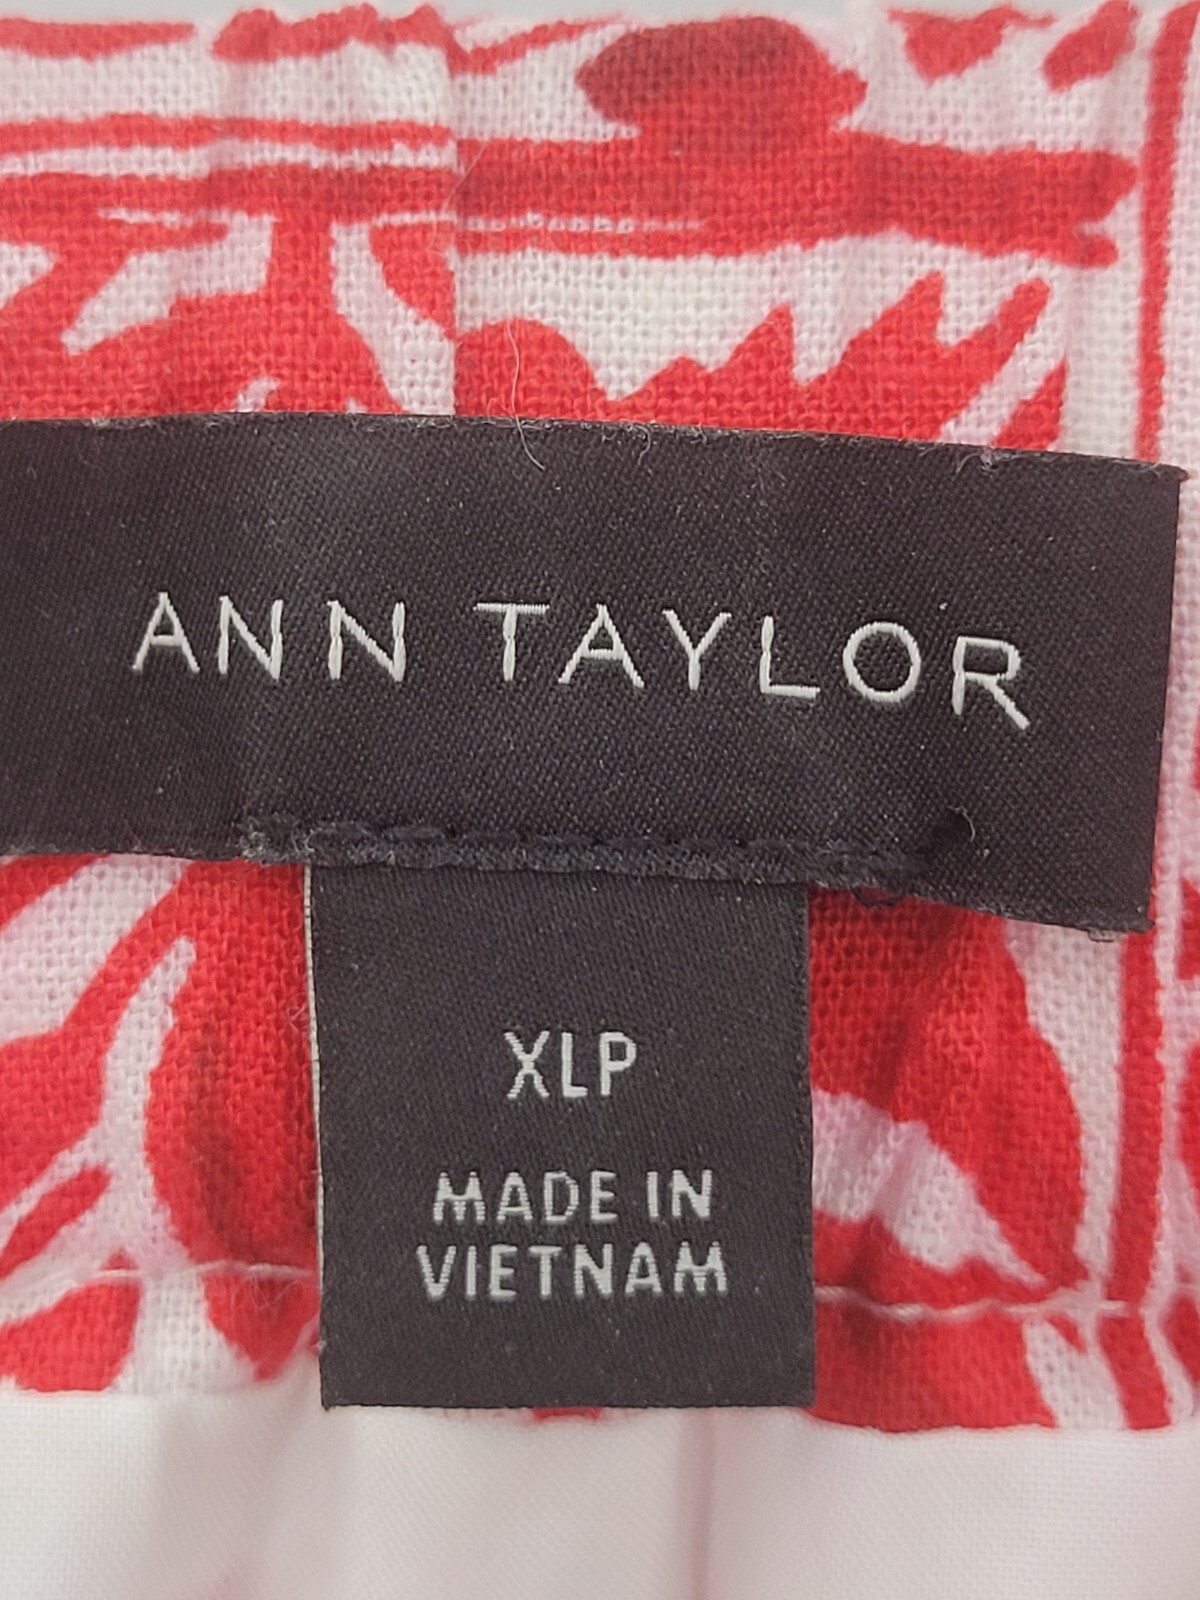 ANN TAYLOR
XLP
MADE IN
VIETNAM